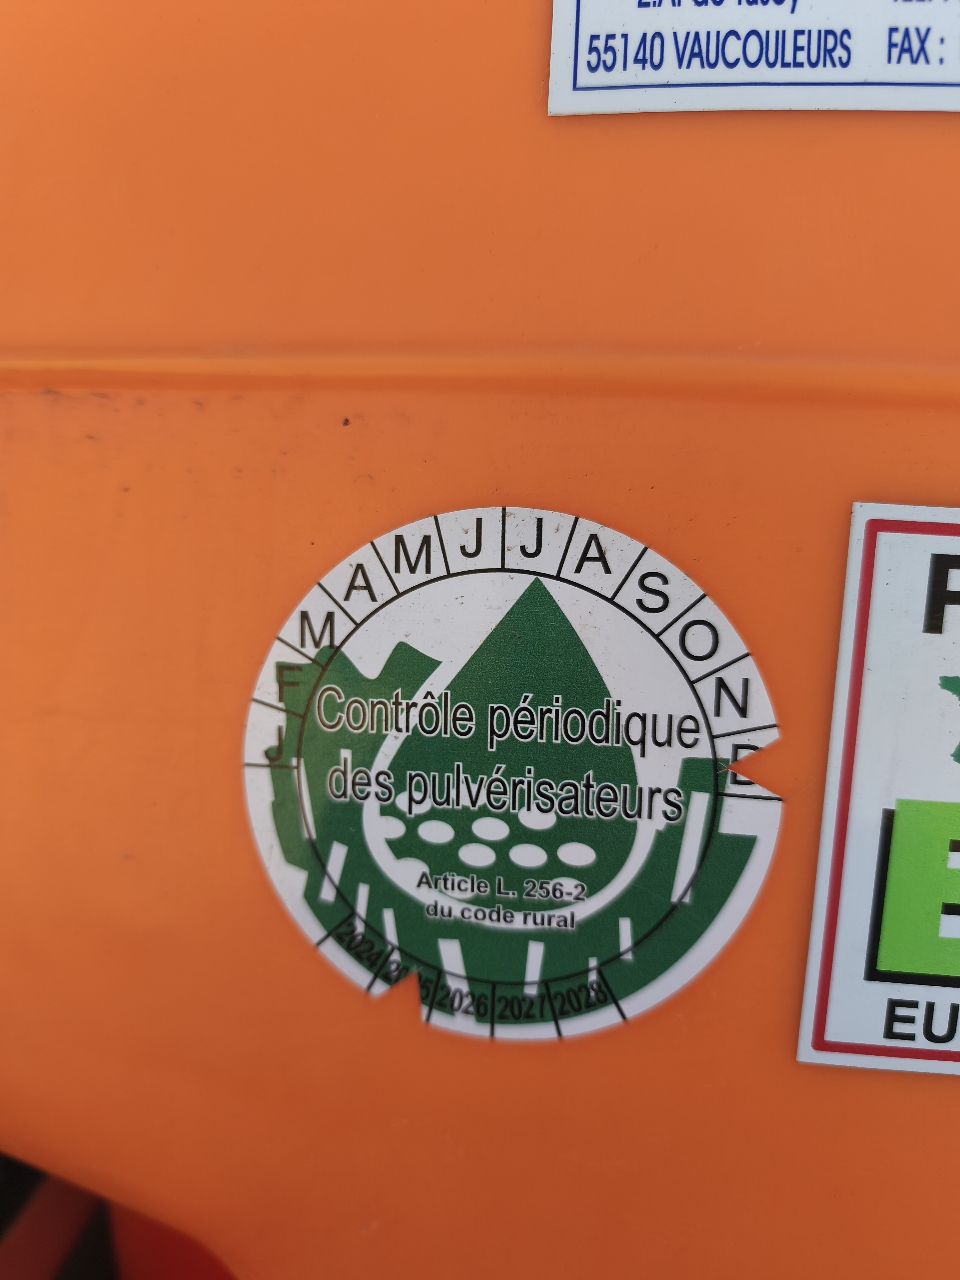 55140 VAUCOULEURS FAX :
J F M A M J J A S O N D
Contrôle périodique
des pulvérisateurs
Article L. 256-2
du code rural
2024 2026 2027 2028
EU